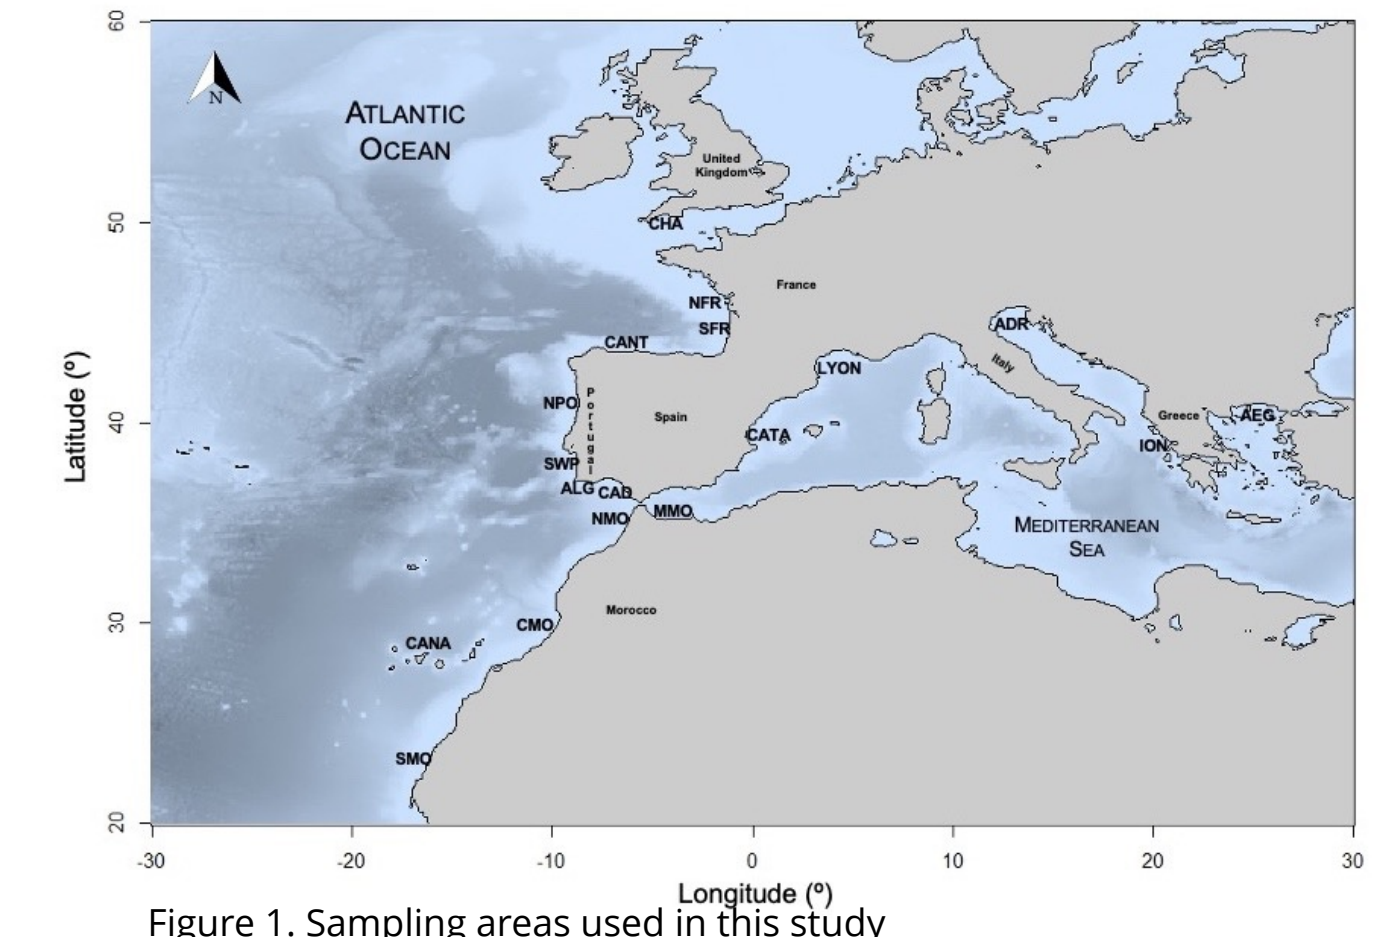 60
N
ATLANTIC
OCEAN
United
Kingdom
50
CHA
France
NFR
SFR
ADR
CANT
Italy
LYON
NPO
Portugal
Spain
40
Greece
AEG
CATA
ION
SWP
ALG
CAD
NMO
MMO
MEDITERRANEAN
SEA
Latitude (º)
30
CMO
Morocco
CANA
SMO
20
-30 -20 -10 0 10 20 30
Longitude (º)
Figure 1. Sampling areas used in this study